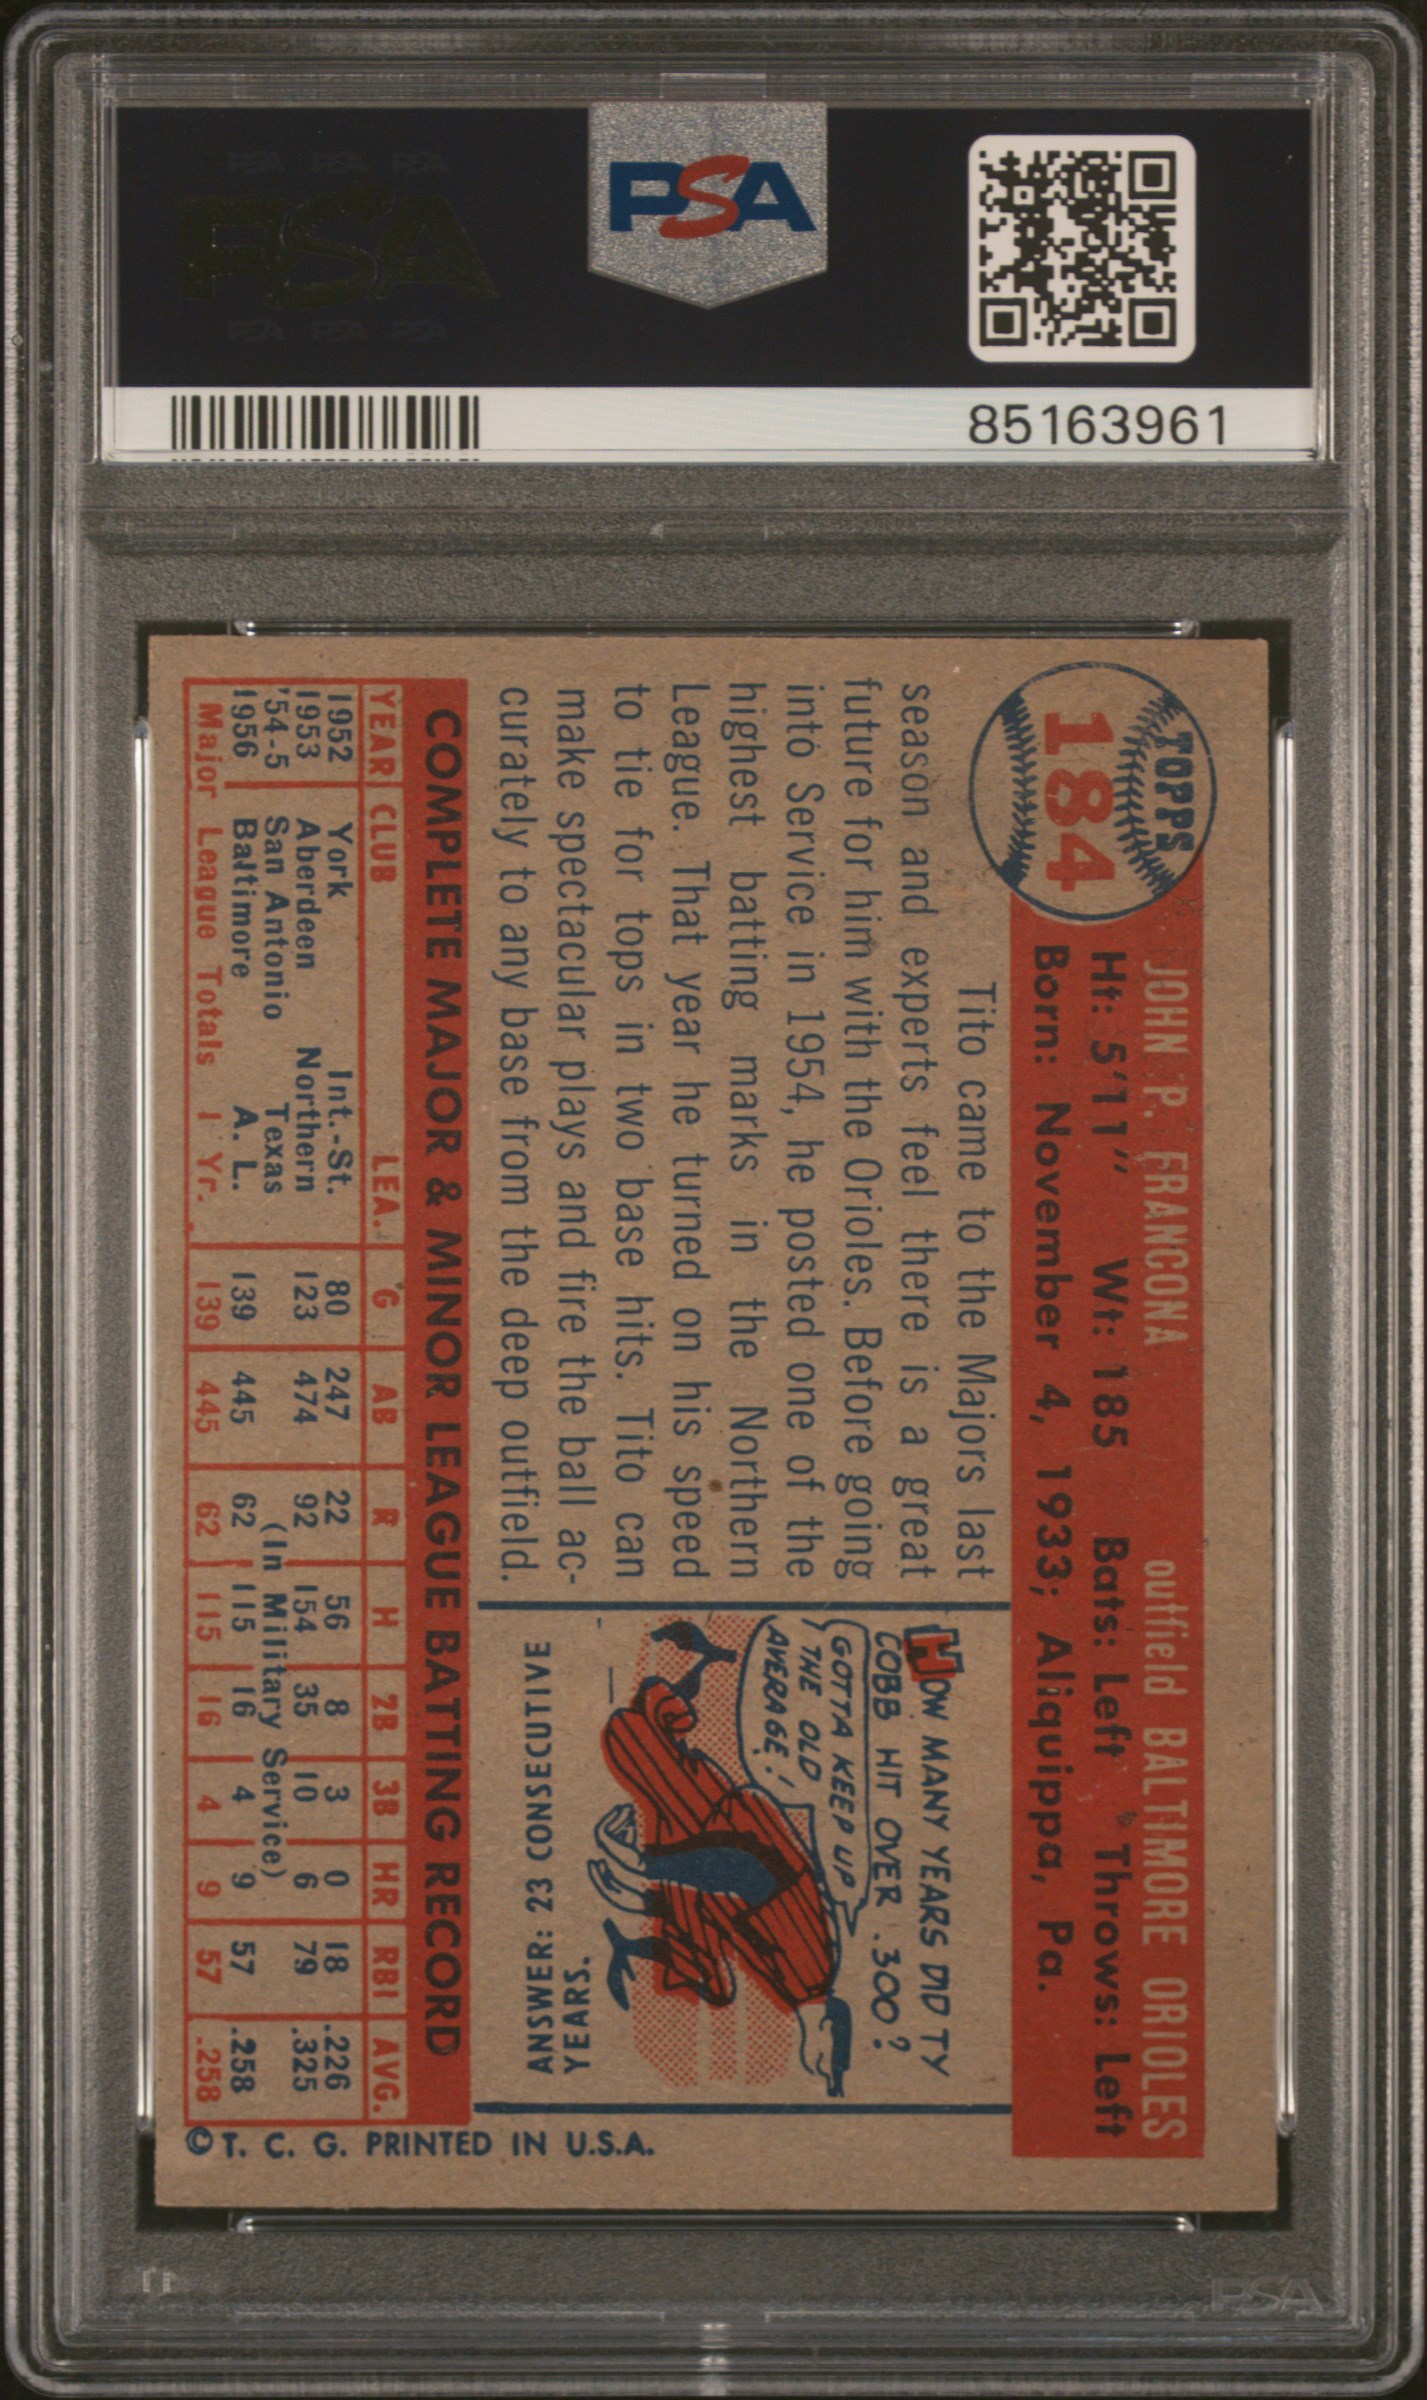 PSA PSA PSA
PSA
PSA PSA PSA
PSA
85163961
TOPPS
184
JOHN P. FRANCONA outfield BALTIMORE ORIOLES
Ht: 5'11" Wt: 185 Bats: Left Throws: Left
Born: November 4, 1933; Aliquippa, Pa.
Tito came to the Majors last
season and experts feel there is a great
future for him with the Orioles. Before going
into Service in 1954, he posted one of the
highest batting marks in the Northern
League. That year he turned on his speed
to tie for tops in two base hits. Tito can
make spectacular plays and fire the ball ac-
curately to any base from the deep outfield.
HOW MANY YEARS DID TY
COBB HIT OVER .300?
GOTTA KEEP UP
THE OLD
AVERAGE!
ANSWER: 23 CONSECUTIVE
YEARS.
COMPLETE MAJOR & MINOR LEAGUE BATTING RECORD
YEAR CLUB LEA. G AB R H 2B 3B HR RBI AVG.
1952 York Int.-St. 80 247 22 56 8 3 0 18 .226
1953 Aberdeen Northern 123 474 92 154 35 10 6 79 .325
'54-5 San Antonio Texas (In Military Service)
1956 Baltimore A. L. 139 445 62 115 16 4 9 57 .258
Major League Totals 1 Yr. 139 445 62 115 16 4 9 57 .258
© T. C. G. PRINTED IN U.S.A.
PSA